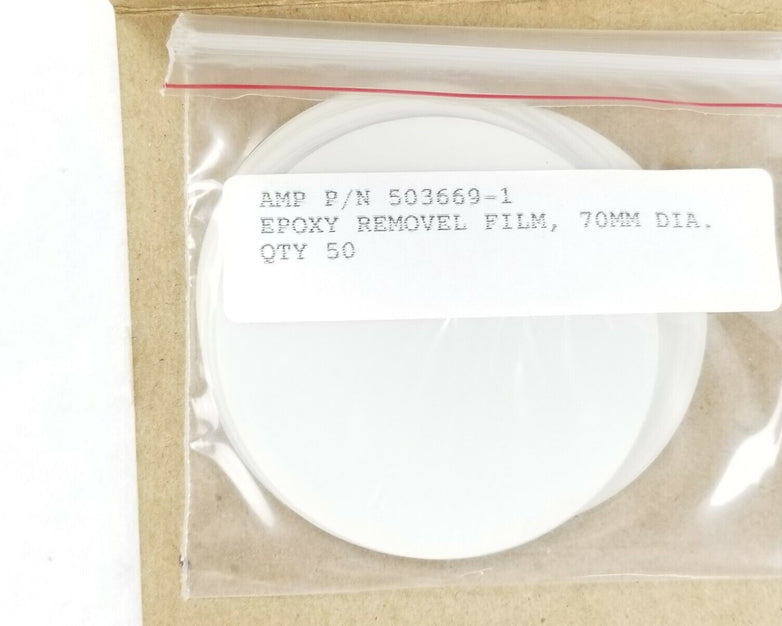 AMP P/N 503669-1
EPOXY REMOVEL FILM, 70MM DIA.
QTY 50